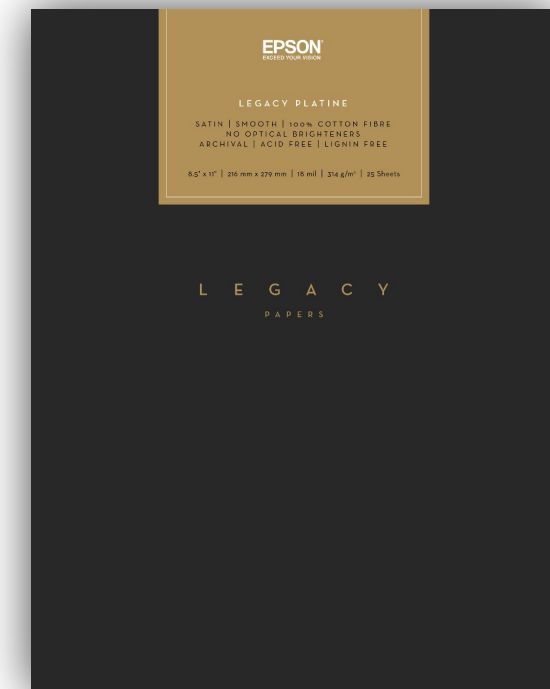 EPSON
EXCEED YOUR VISION
LEGACY PLATINE
SATIN | SMOOTH | 100% COTTON FIBRE
NO OPTICAL BRIGHTENERS
ARCHIVAL | ACID FREE | LIGNIN FREE
8.5" x 11" | 216 mm x 279 mm | 18 mil | 314 g/m² | 25 Sheets
LEGACY
PAPERS